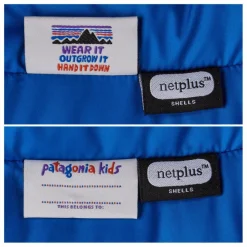 WEAR IT
OUTGROW IT
HAND IT DOWN
netplus™
SHELLS
patagonia kids
netplus™
SHELLS
THIS BELONGS TO: